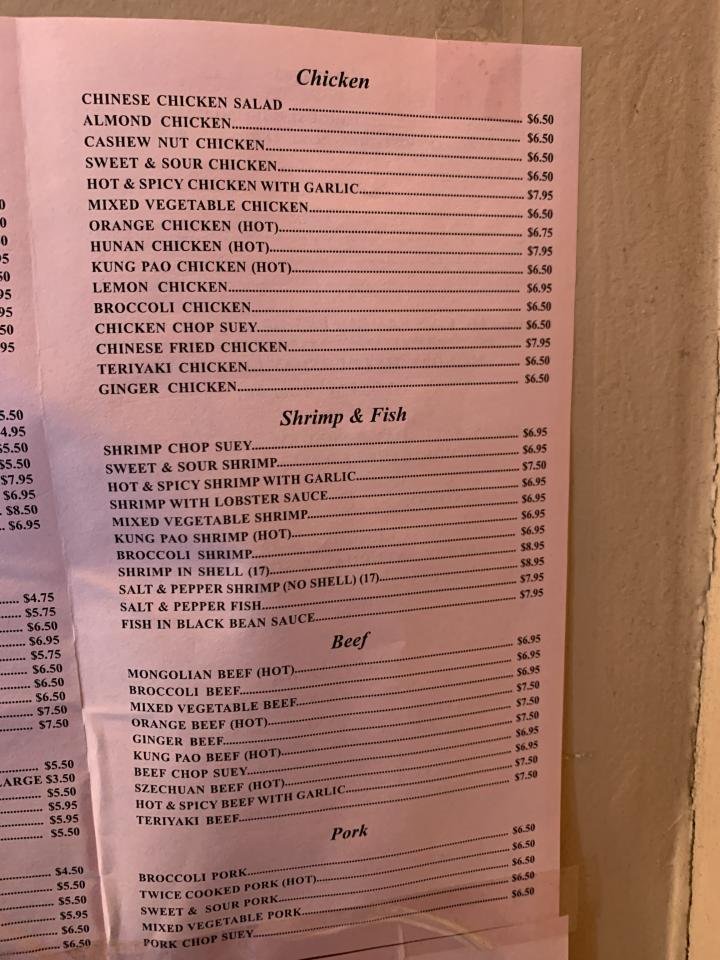 0
0
0
95
50
95
95
50
95
5.50
4.95
$5.50
$5.50
$7.95
$6.95
$8.50
$6.95
$4.75
$5.75
$6.50
$6.95
$5.75
$6.50
$6.50
$6.50
$7.50
$7.50
$5.50
LARGE $3.50
$5.50
$5.95
$5.95
$5.50
$4.50
$5.50
$5.50
$5.95
$6.50
$6.50
Chicken
CHINESE CHICKEN SALAD $6.50
ALMOND CHICKEN $6.50
CASHEW NUT CHICKEN $6.50
SWEET & SOUR CHICKEN $6.50
HOT & SPICY CHICKEN WITH GARLIC $7.95
MIXED VEGETABLE CHICKEN $6.50
ORANGE CHICKEN (HOT) $6.75
HUNAN CHICKEN (HOT) $7.95
KUNG PAO CHICKEN (HOT) $6.50
LEMON CHICKEN $6.95
BROCCOLI CHICKEN $6.50
CHICKEN CHOP SUEY $6.50
CHINESE FRIED CHICKEN $7.95
TERIYAKI CHICKEN $6.50
GINGER CHICKEN $6.50
Shrimp & Fish
SHRIMP CHOP SUEY $6.95
SWEET & SOUR SHRIMP $6.95
HOT & SPICY SHRIMP WITH GARLIC $7.50
SHRIMP WITH LOBSTER SAUCE $6.95
MIXED VEGETABLE SHRIMP $6.95
KUNG PAO SHRIMP (HOT) $6.95
BROCCOLI SHRIMP $6.95
SHRIMP IN SHELL (17) $8.95
SALT & PEPPER SHRIMP (NO SHELL) (17) $8.95
SALT & PEPPER FISH $7.95
FISH IN BLACK BEAN SAUCE $7.95
Beef
MONGOLIAN BEEF (HOT) $6.95
BROCCOLI BEEF $6.95
MIXED VEGETABLE BEEF $6.95
ORANGE BEEF (HOT) $7.50
GINGER BEEF $7.50
KUNG PAO BEEF (HOT) $7.50
BEEF CHOP SUEY $6.95
SZECHUAN BEEF (HOT) $6.95
HOT & SPICY BEEF WITH GARLIC $7.50
TERIYAKI BEEF $7.50
Pork
BROCCOLI PORK $6.50
TWICE COOKED PORK (HOT) $6.50
SWEET & SOUR PORK $6.50
MIXED VEGETABLE PORK $6.50
PORK CHOP SUEY $6.50